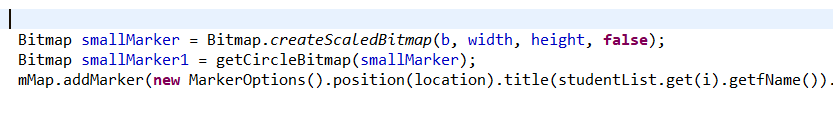 Bitmap smallMarker = Bitmap.createScaledBitmap(b, width, height, false);
Bitmap smallMarker1 = getCircleBitmap(smallMarker);
mMap.addMarker(new MarkerOptions().position(location).title(studentList.get(i).getfName()).